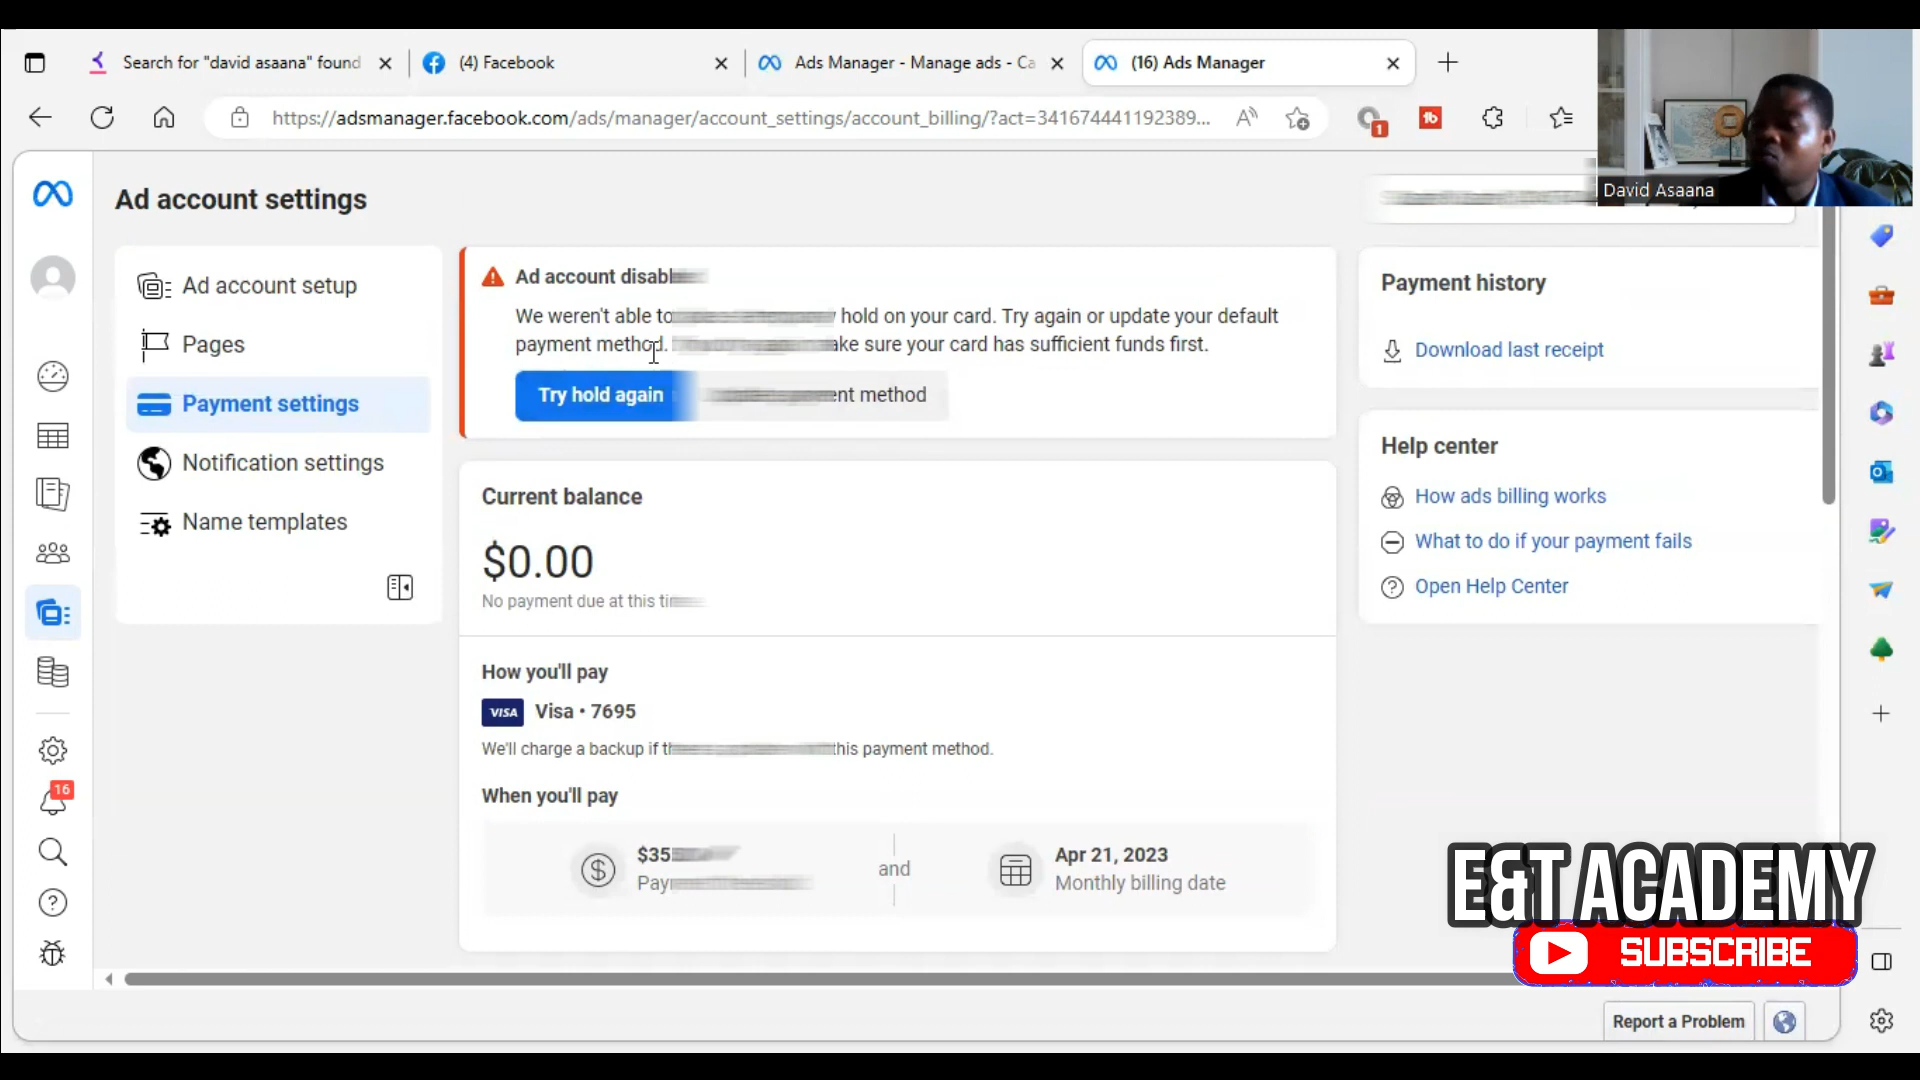 Search for "david asaana" found
(4) Facebook
Ads Manager - Manage ads - Ca
(16) Ads Manager
https://adsmanager.facebook.com/ads/manager/account_settings/account_billing/?act=341674441192389...
1
tb
David Asaana
Ad account settings
Ad account setup
Pages
Payment settings
Notification settings
Name templates
16
Ad account disab
We weren't able to hold on your card. Try again or update your default
payment method. make sure your card has sufficient funds first.
Try hold again
payment method
Current balance
$0.00
No payment due at this
How you'll pay
VISA Visa • 7695
We'll charge a backup if this payment method.
When you'll pay
$35
and
Apr 21, 2023
Monthly billing date
Payment history
Download last receipt
Help center
How ads billing works
What to do if your payment fails
Open Help Center
E&T ACADEMY
SUBSCRIBE
Report a Problem